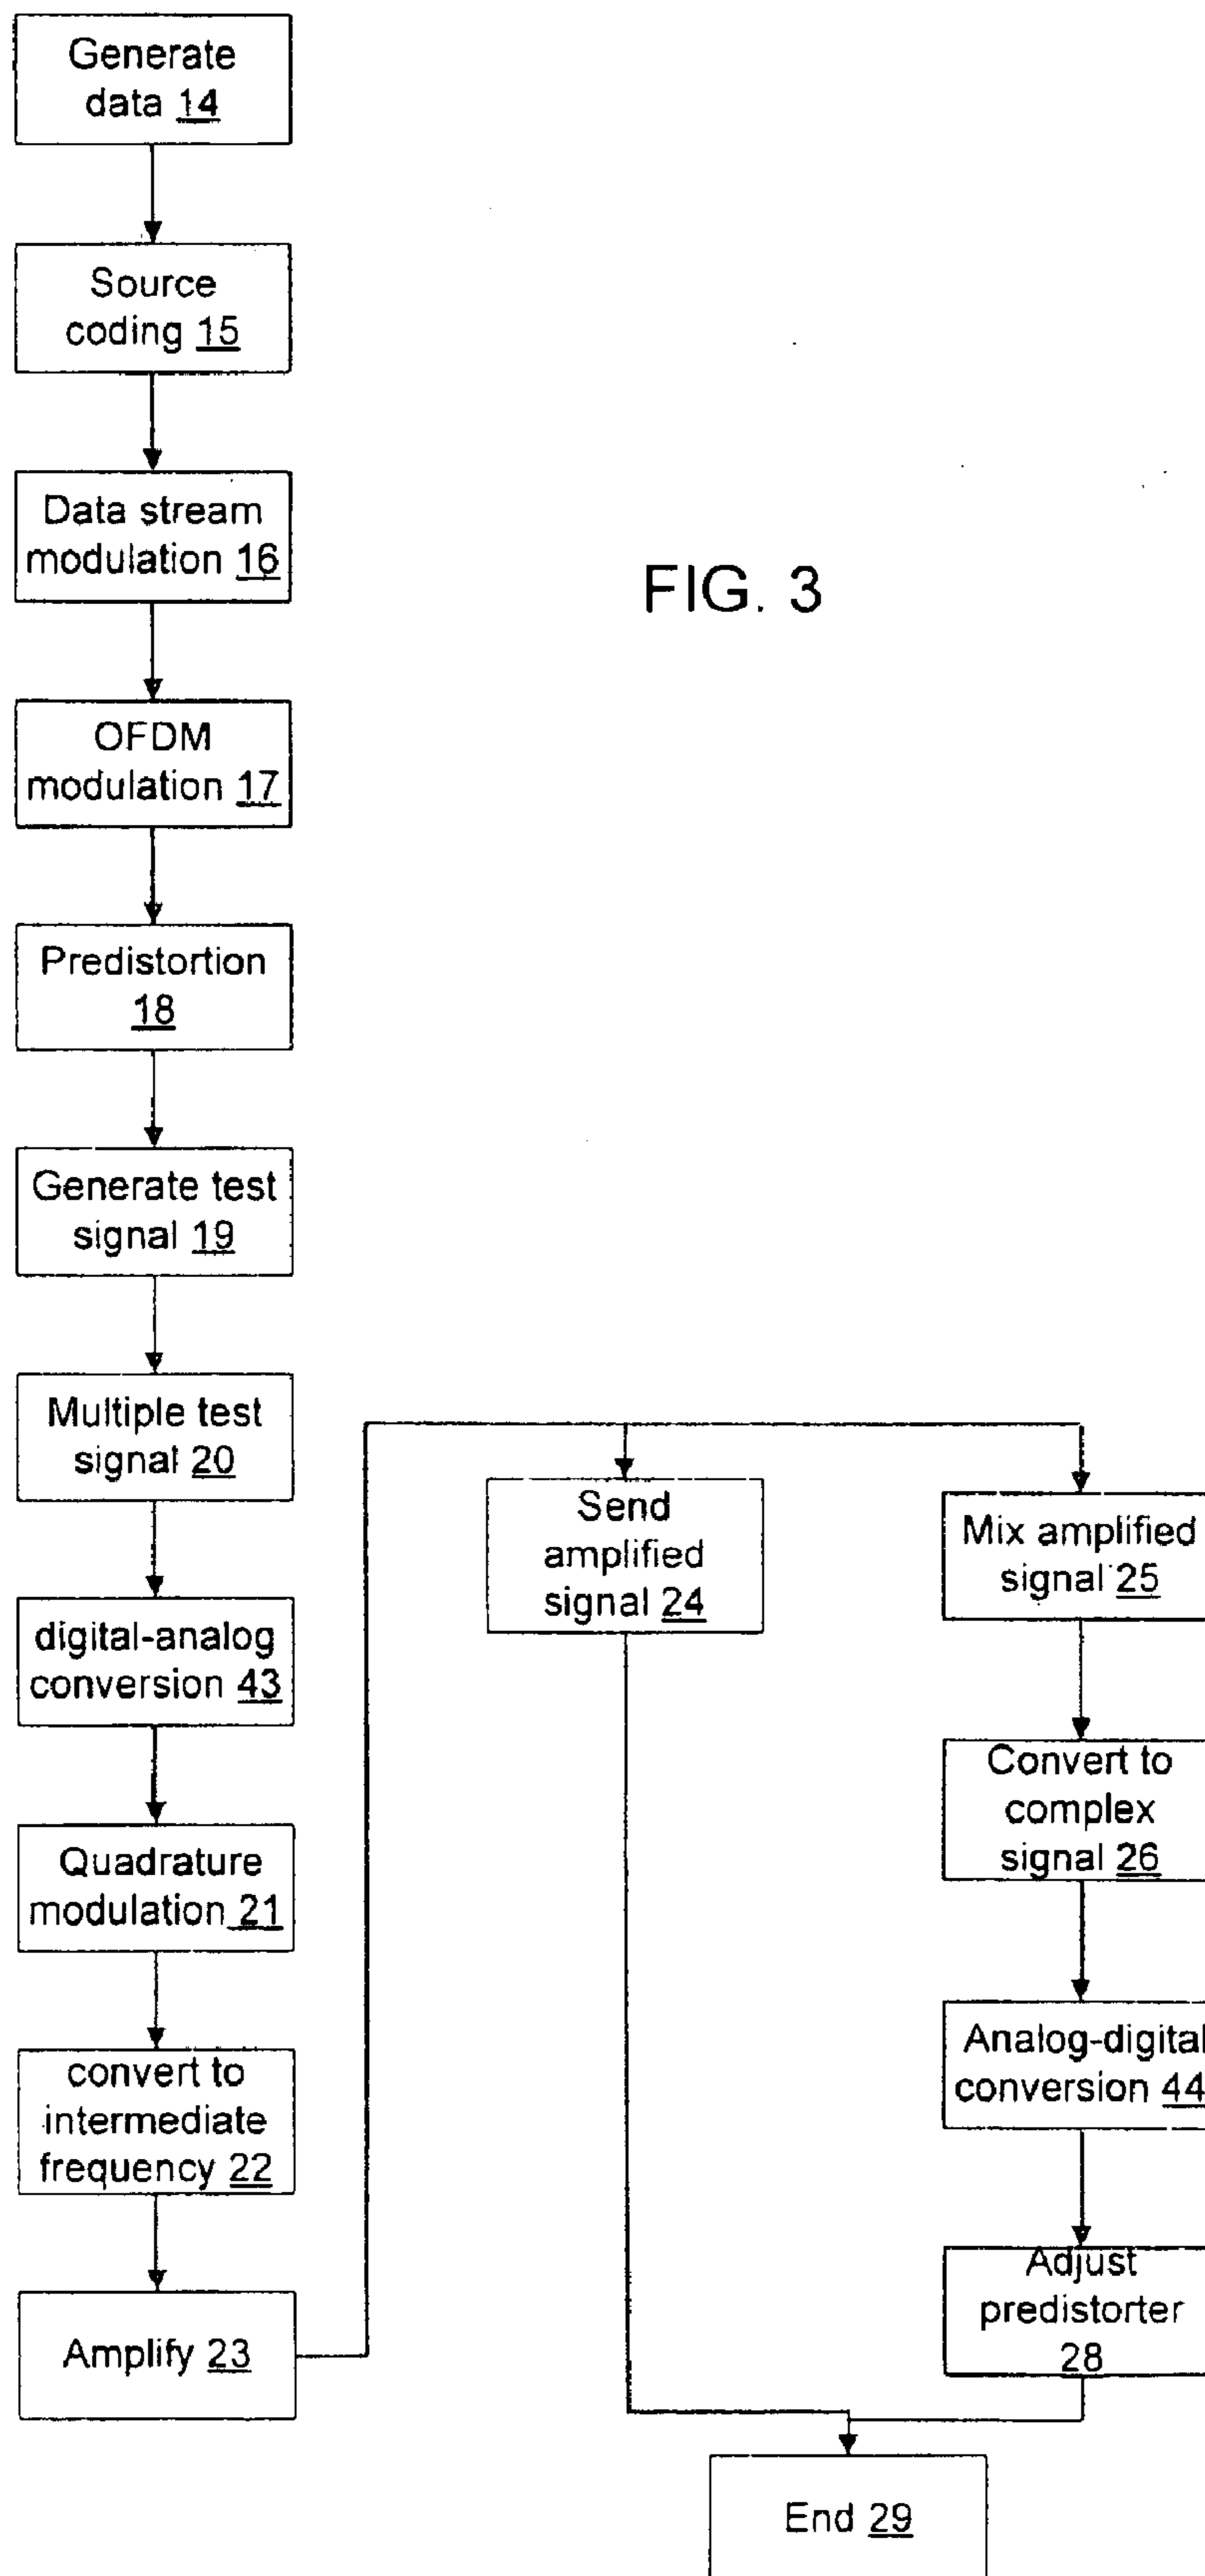 Generate
data 14
Source
coding 15
Data stream
modulation 16
FIG. 3
OFDM
modulation 17
Predistortion
18
Generate test
signal 19
Multiple test
signal 20
digital-analog
conversion 43
Quadrature
modulation 21
convert to
intermediate
frequency 22
Amplify 23
Send
amplified
signal 24
Mix amplified
signal 25
Convert to
complex
signal 26
Analog-digital
conversion 44
Adjust
predistorter
28
End 29